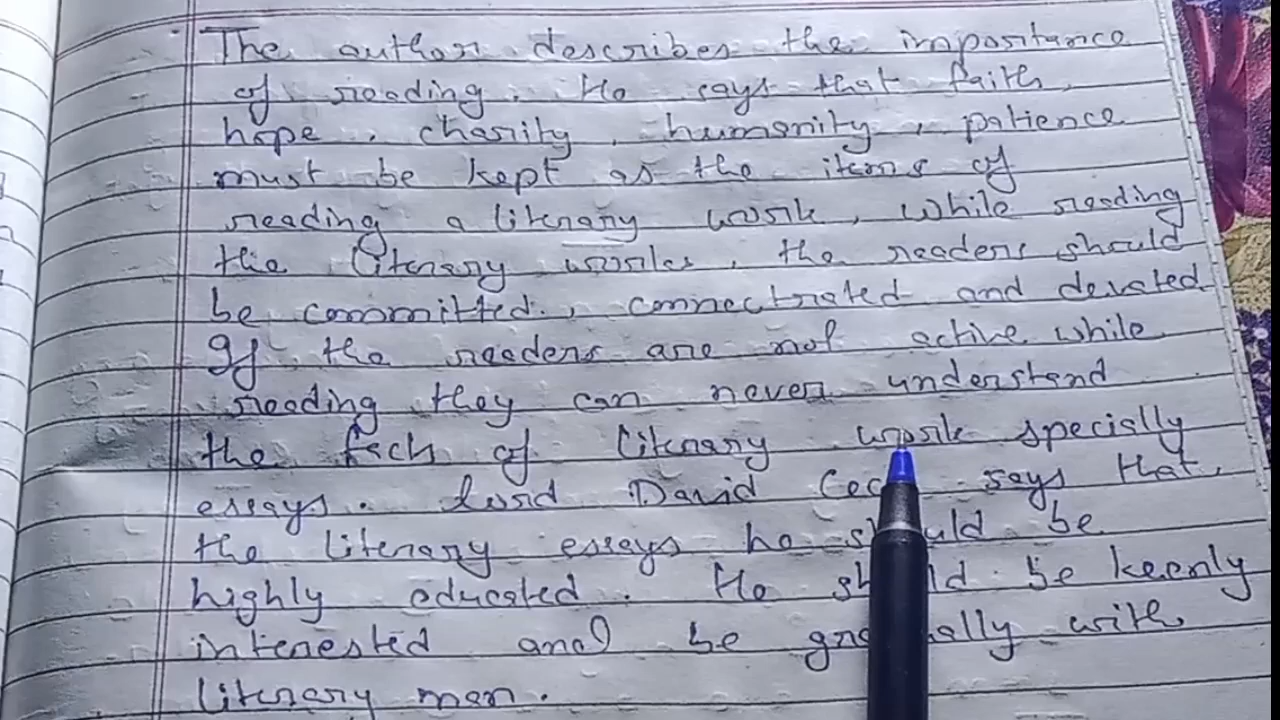 The author describes the importance
of reading. He says that faith,
hope, charity, humanity, patience
must be kept as the items of
reading a literary work, while reading
the literary works, the readers should
be committed, connectrated and devated
If the readers are not active while
reading they can never understand
the fach of literary work specially
essays. Lord David Cec says that,
the literary essays he should be
highly educated. He should be keenly
interested and be with
literary men.